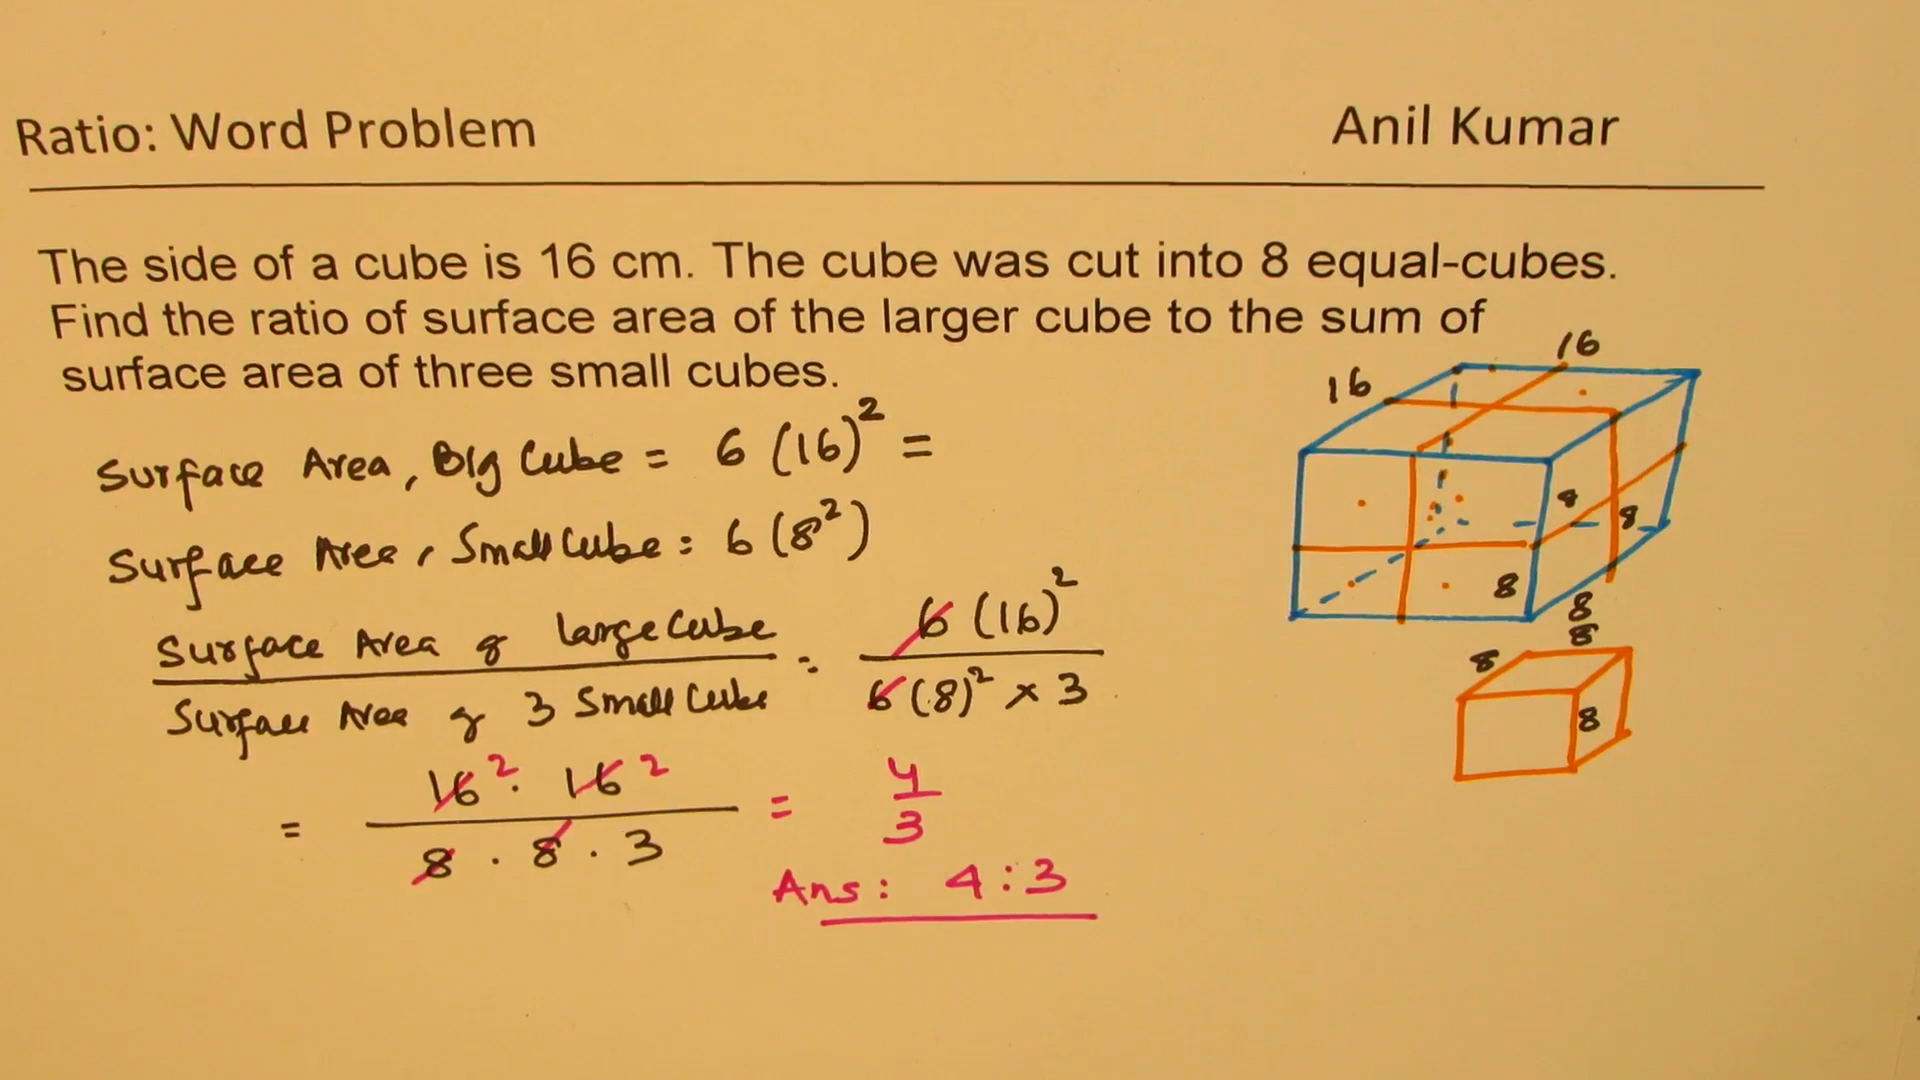 Ratio: Word Problem
Anil Kumar
The side of a cube is 16 cm. The cube was cut into 8 equal-cubes.
Find the ratio of surface area of the larger cube to the sum of
surface area of three small cubes.
16
16
Surface Area, Big Cube = 6 (16)² =
Surface Area, Small Cube = 6 (8²)
8
8
8
8
Surface Area of large Cube = 6 (16)²
Surface Area of 3 Small Cube 6 (8)² × 3
8
8
8
= 16 2 · 16 2 = 4
8 · 8 · 3 3
Ans: 4:3